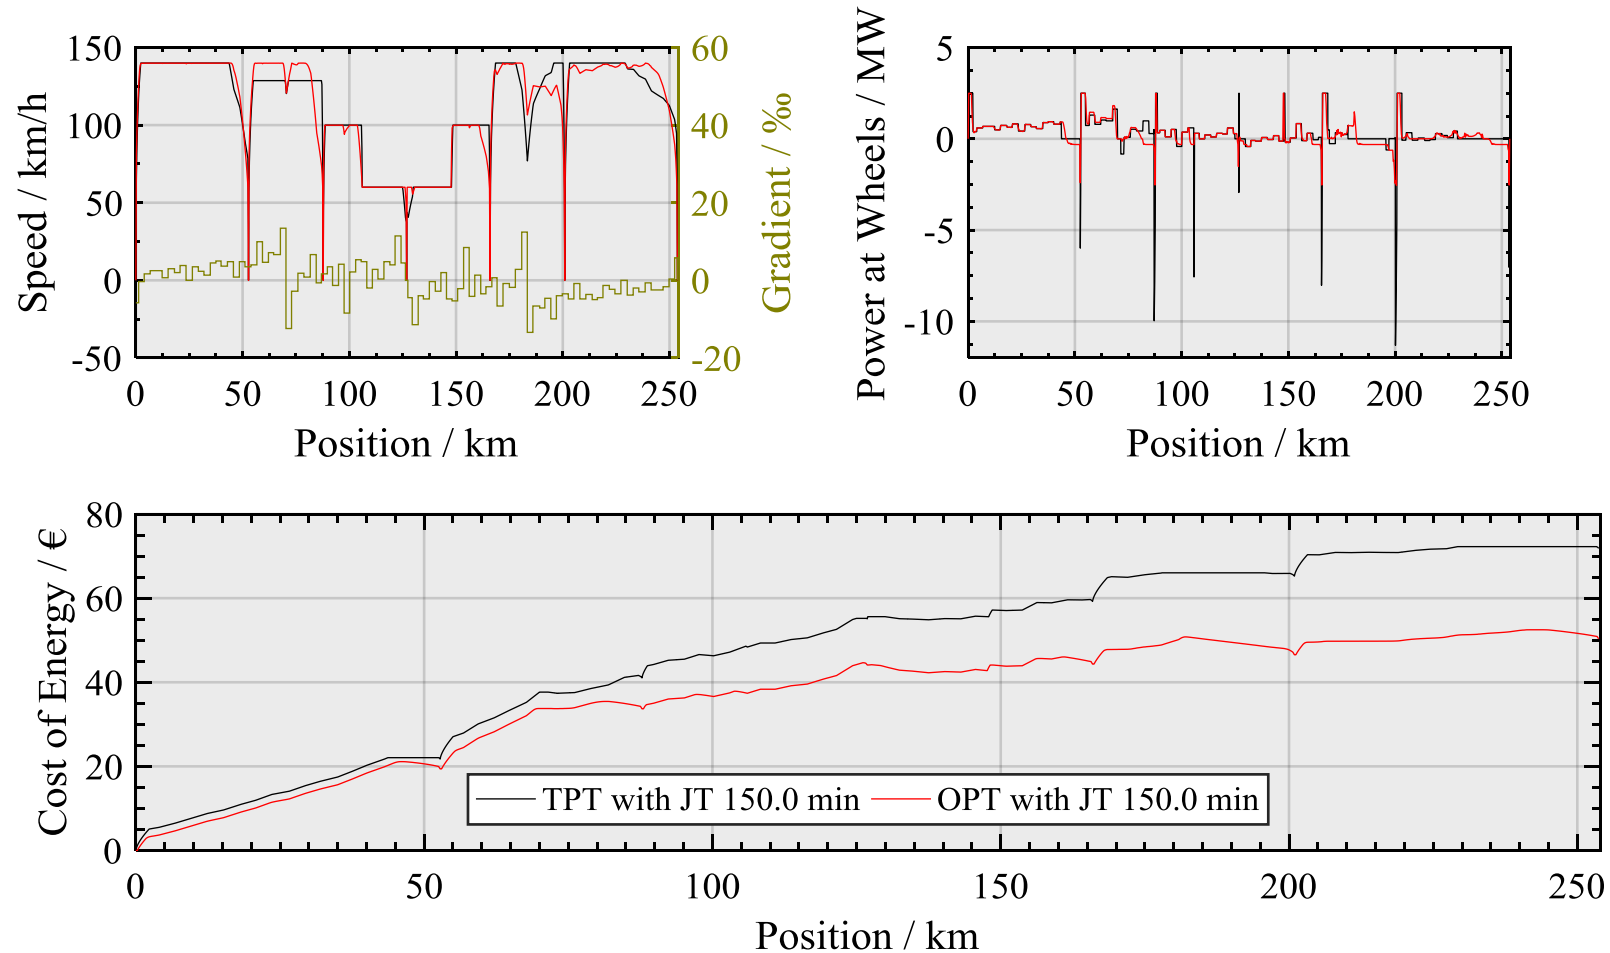 150
100
50
0
-50
Speed / km/h
60
40
20
0
-20
Gradient / ‰
0 50 100 150 200 250
Position / km
5
0
-5
-10
Power at Wheels / MW
0 50 100 150 200 250
Position / km
80
60
40
20
0
Cost of Energy / €
TPT with JT 150.0 min OPT with JT 150.0 min
0 50 100 150 200 250
Position / km